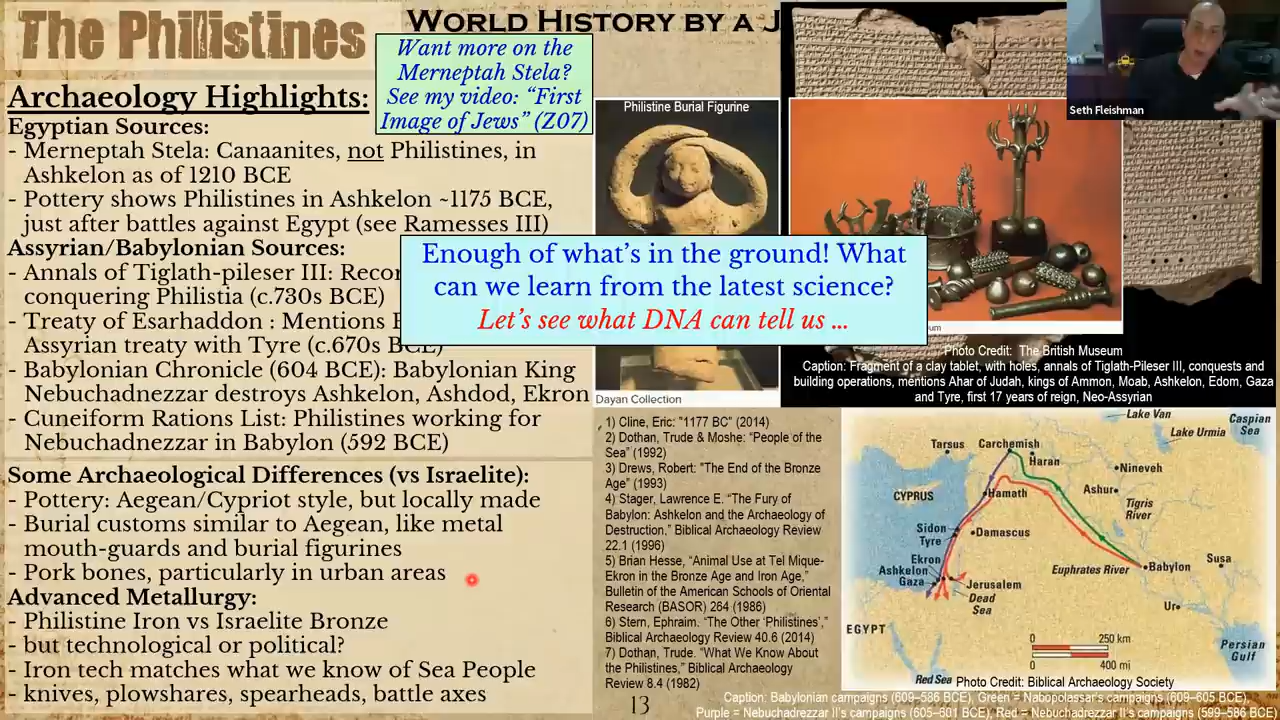 The Philistines
WORLD HISTORY BY A J
Want more on the
Merneptah Stela?
See my video: “First
Image of Jews” (Z07)
Seth Fleishman
Archaeology Highlights:
Egyptian Sources:
- Merneptah Stela: Canaanites, not Philistines, in
Ashkelon as of 1210 BCE
- Pottery shows Philistines in Ashkelon ~1175 BCE,
just after battles against Egypt (see Ramesses III)
Assyrian/Babylonian Sources:
- Annals of Tiglath-pileser III: Recor
conquering Philistia (c.730s BCE)
- Treaty of Esarhaddon : Mentions
Assyrian treaty with Tyre (c.670s BCE)
- Babylonian Chronicle (604 BCE): Babylonian King
Nebuchadnezzar destroys Ashkelon, Ashdod, Ekron
- Cuneiform Rations List: Philistines working for
Nebuchadnezzar in Babylon (592 BCE)
Some Archaeological Differences (vs Israelite):
- Pottery: Aegean/Cypriot style, but locally made
- Burial customs similar to Aegean, like metal
mouth-guards and burial figurines
- Pork bones, particularly in urban areas
Advanced Metallurgy:
- Philistine Iron vs Israelite Bronze
- but technological or political?
- Iron tech matches what we know of Sea People
- knives, plowshares, spearheads, battle axes
Philistine Burial Figurine
Enough of what’s in the ground! What
can we learn from the latest science?
Let’s see what DNA can tell us ...
Dayan Collection
Photo Credit: The British Museum
Caption: Fragment of a clay tablet, with holes, annals of Tiglath-Pileser III, conquests and
building operations, mentions Ahar of Judah, kings of Ammon, Moab, Ashkelon, Edom, Gaza
and Tyre, first 17 years of reign, Neo-Assyrian
1) Cline, Eric: "1177 BC" (2014)
2) Dothan, Trude & Moshe: “People of the
Sea” (1992)
3) Drews, Robert: "The End of the Bronze
Age” (1993)
4) Stager, Lawrence E. “The Fury of
Babylon: Ashkelon and the Archaeology of
Destruction,” Biblical Archaeology Review
22.1 (1996)
5) Brian Hesse, “Animal Use at Tel Mique-
Ekron in the Bronze Age and Iron Age,”
Bulletin of the American Schools of Oriental
Research (BASOR) 264 (1986)
6) Stern, Ephraim. “The Other ‘Philistines’,”
Biblical Archaeology Review 40.6 (2014)
7) Dothan, Trude. “What We Know About
the Philistines,” Biblical Archaeology
Review 8.4 (1982)
13
Lake Van
Caspian
Sea
Lake Urmia
Tarsus
Carchemish
Haran
Nineveh
CYPRUS
Hamath
Ashur
Tigris
River
Sidon
Tyre
Damascus
Ekron
Ashkelon
Gaza
Euphrates River
Babylon
Susa
Jerusalem
Dead
Sea
Ur
EGYPT
0 250 km
0 400 mi
Persian
Gulf
Red Sea
Photo Credit: Biblical Archaeology Society
Caption: Babylonian campaigns (609–586 BCE), Green = Nabopolassar’s campaigns (609–605 BCE),
Purple = Nebuchadrezzar II’s campaigns (605–601 BCE), Red = Nebuchadrezzar II’s (599–586 BCE)